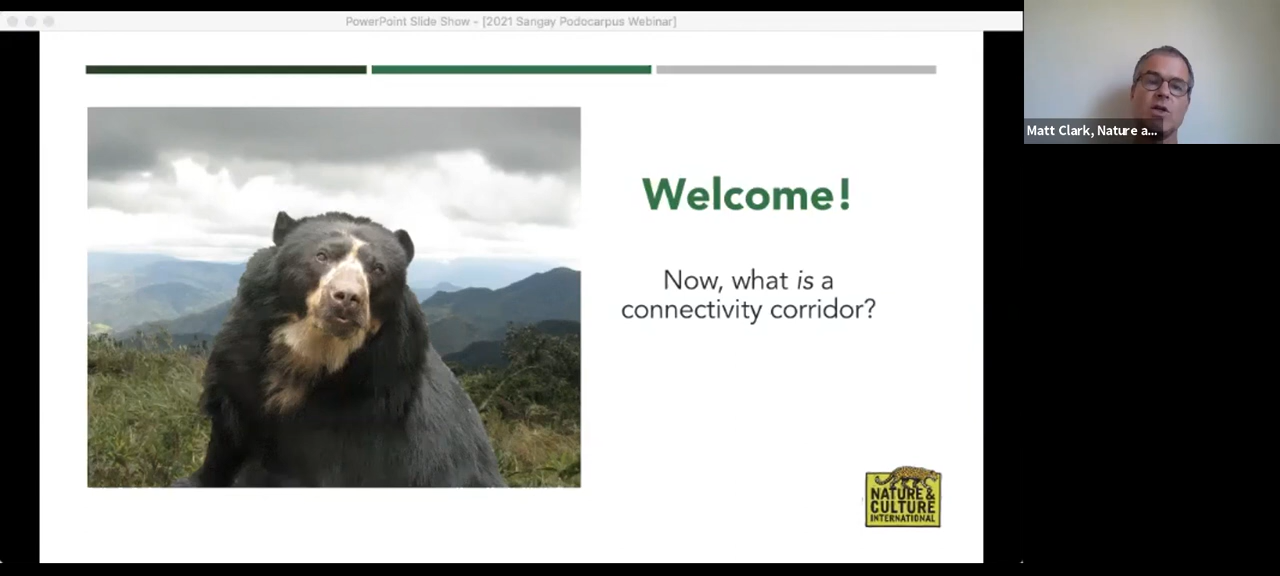 PowerPoint Slide Show - [2021 Sangay Podocarpus Webinar]
Matt Clark, Nature a...
Welcome!
Now, what is a
connectivity corridor?
NATURE &
CULTURE
INTERNATIONAL